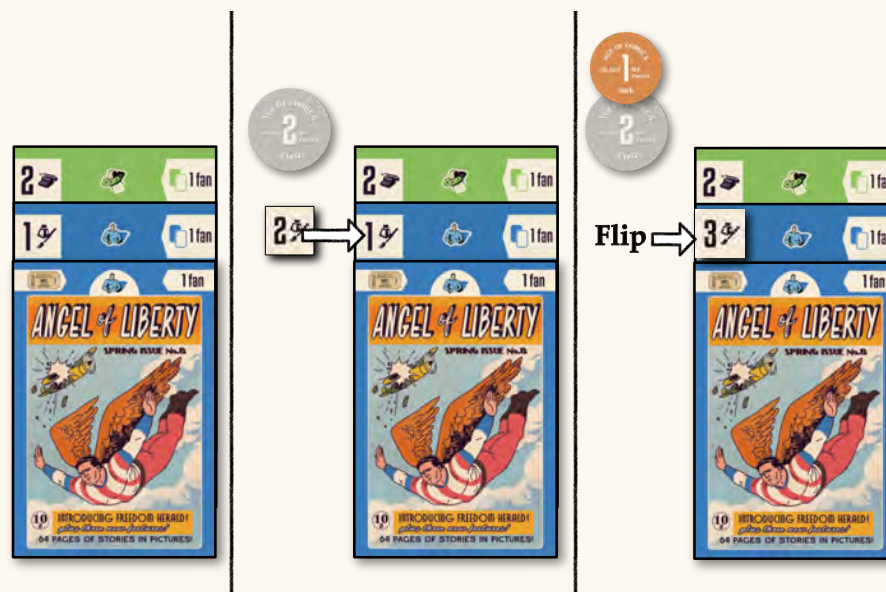 2
1 fan
1
1 fan
1 fan
ANGEL of LIBERTY
SPRING ISSUE No.8
10¢
INTRODUCING FREEDOM HERALD!
plus three new features!
64 PAGES OF STORIES IN PICTURES!
2
2
2
1 fan
1
1 fan
1 fan
ANGEL of LIBERTY
SPRING ISSUE No.8
10¢
INTRODUCING FREEDOM HERALD!
plus three new features!
64 PAGES OF STORIES IN PICTURES!
1
2
2
1 fan
Flip
3
1 fan
1 fan
ANGEL of LIBERTY
SPRING ISSUE No.8
10¢
INTRODUCING FREEDOM HERALD!
plus three new features!
64 PAGES OF STORIES IN PICTURES!